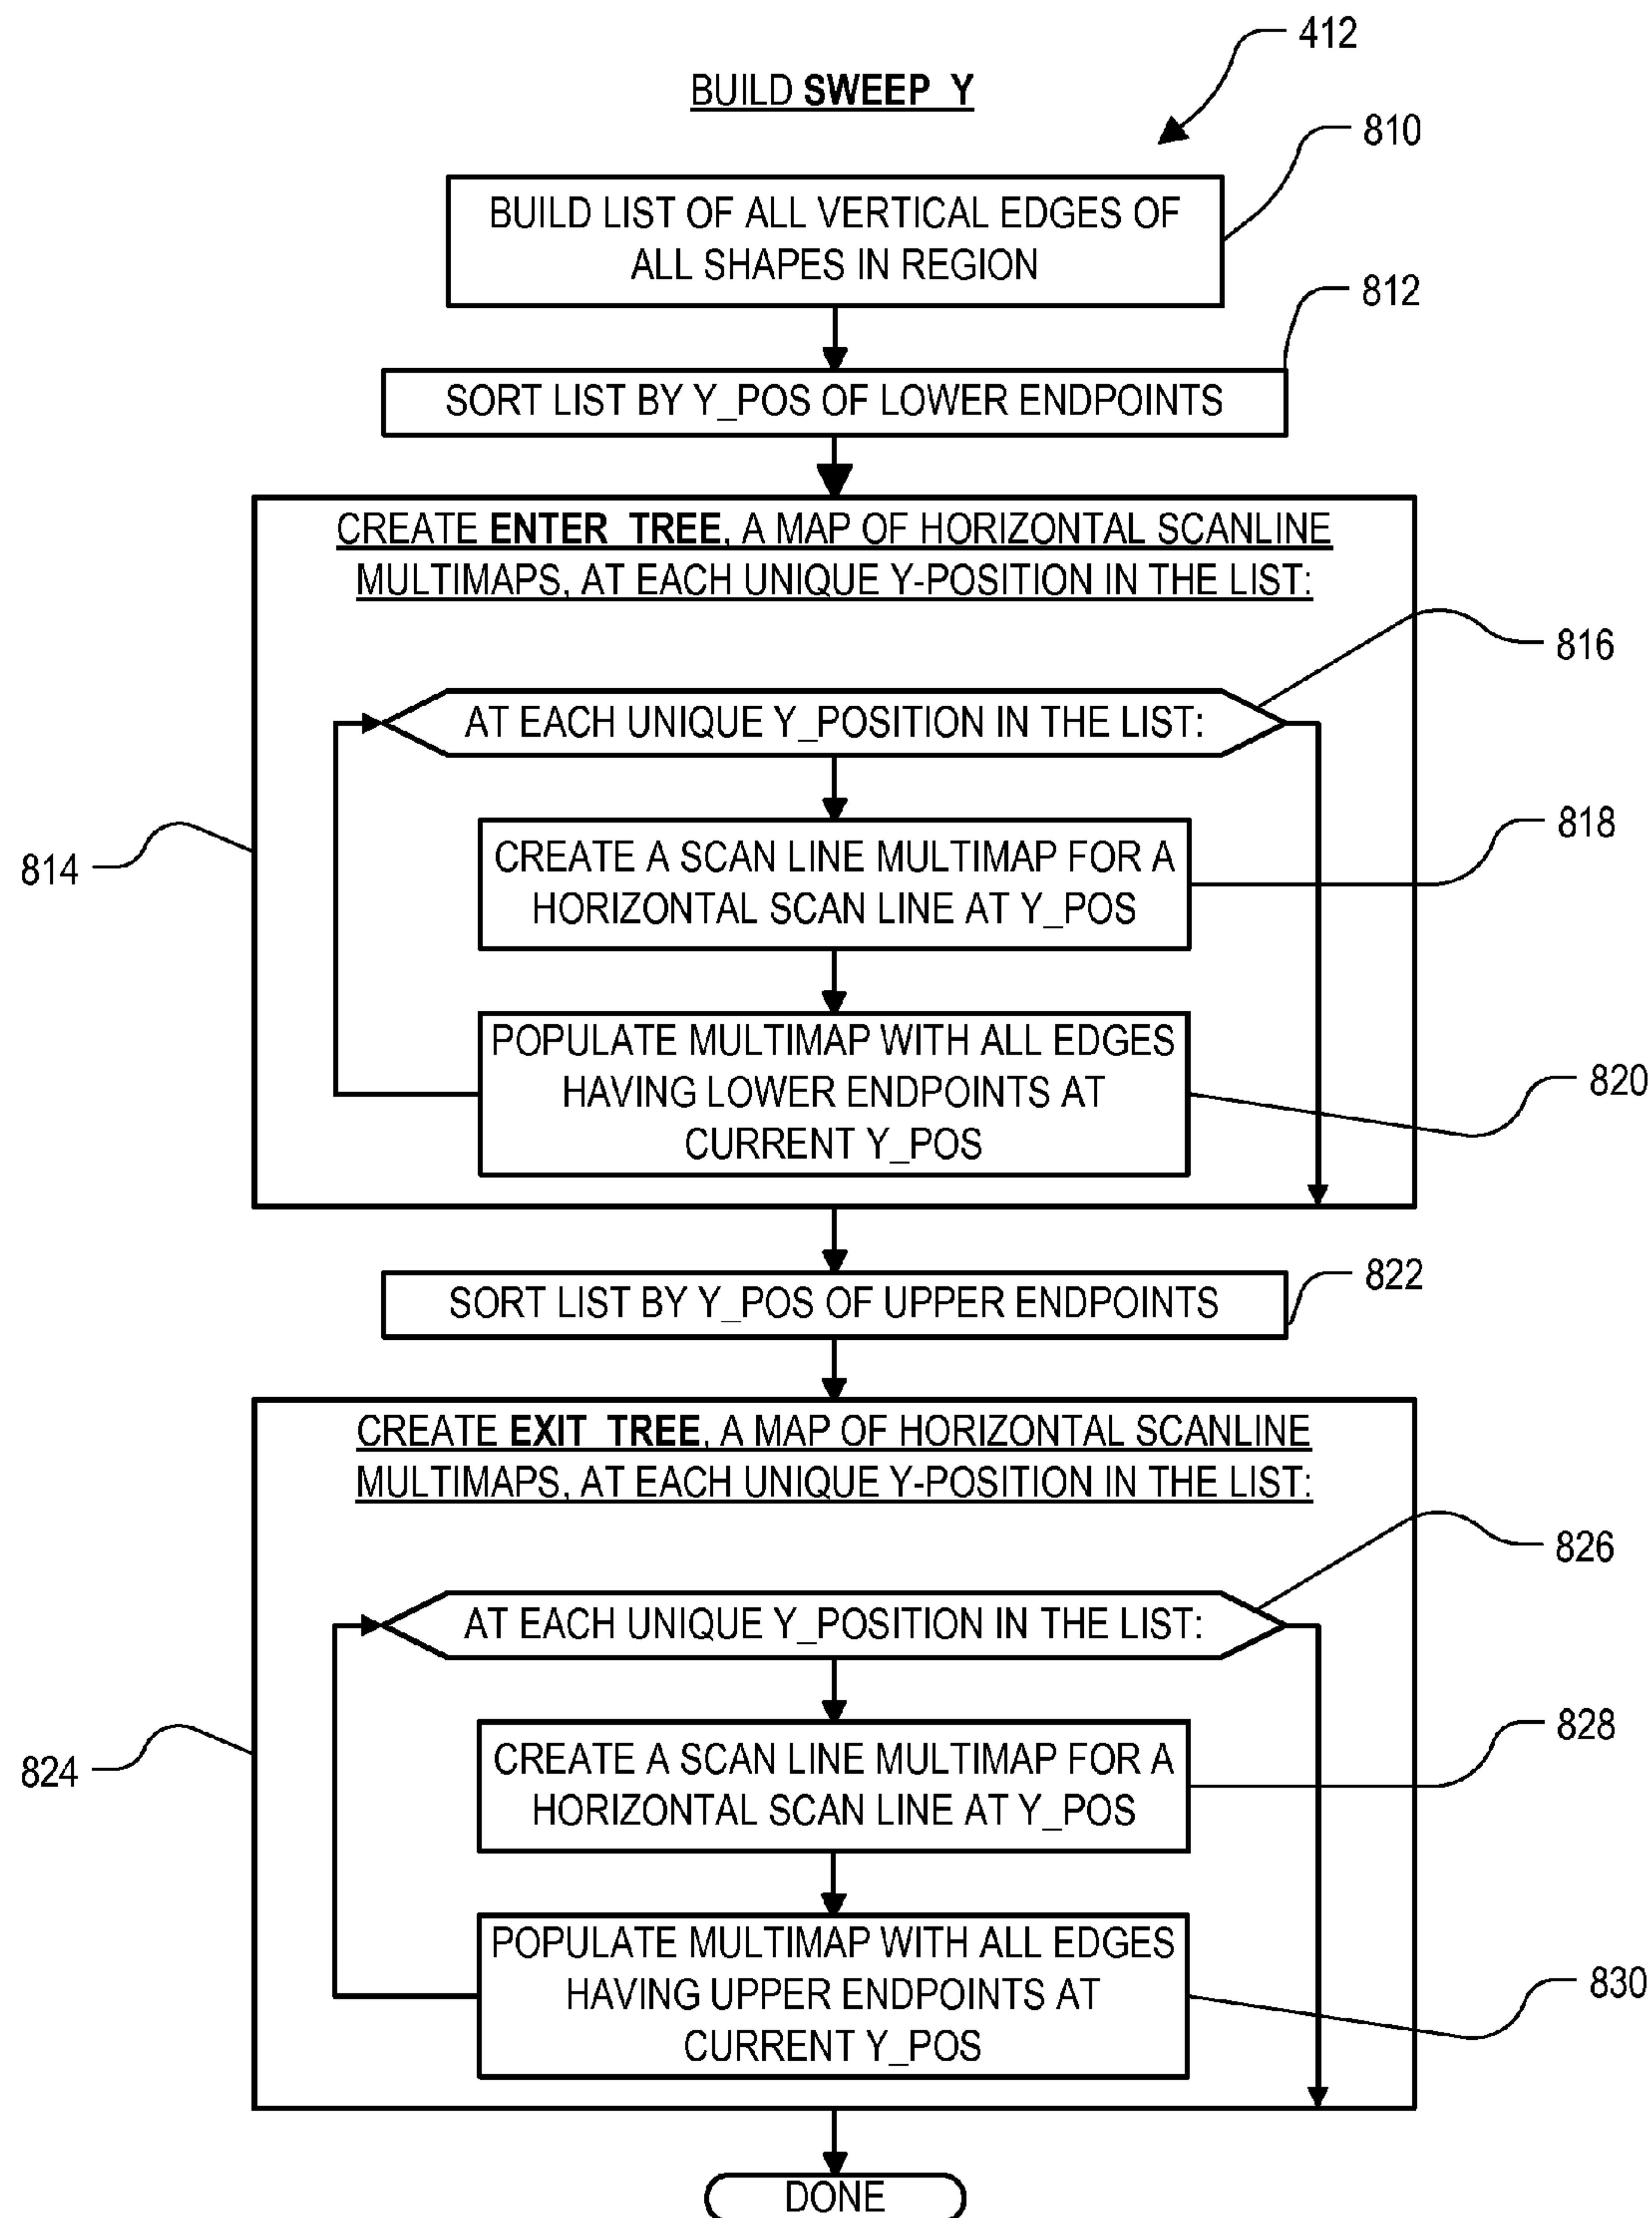 412
BUILD SWEEP_Y
810
BUILD LIST OF ALL VERTICAL EDGES OF
ALL SHAPES IN REGION
812
SORT LIST BY Y_POS OF LOWER ENDPOINTS
CREATE ENTER_TREE, A MAP OF HORIZONTAL SCANLINE
MULTIMAPS, AT EACH UNIQUE Y-POSITION IN THE LIST:
816
AT EACH UNIQUE Y_POSITION IN THE LIST:
818
814
CREATE A SCAN LINE MULTIMAP FOR A
HORIZONTAL SCAN LINE AT Y_POS
POPULATE MULTIMAP WITH ALL EDGES
HAVING LOWER ENDPOINTS AT
CURRENT Y_POS
820
822
SORT LIST BY Y_POS OF UPPER ENDPOINTS
CREATE EXIT_TREE, A MAP OF HORIZONTAL SCANLINE
MULTIMAPS, AT EACH UNIQUE Y-POSITION IN THE LIST:
826
AT EACH UNIQUE Y_POSITION IN THE LIST:
828
824
CREATE A SCAN LINE MULTIMAP FOR A
HORIZONTAL SCAN LINE AT Y_POS
POPULATE MULTIMAP WITH ALL EDGES
HAVING UPPER ENDPOINTS AT
CURRENT Y_POS
830
DONE